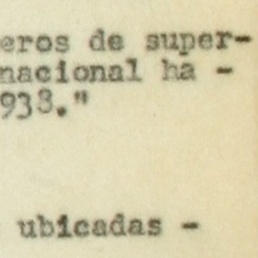 eros de super-
nacional ha -
938."
ubicadas -